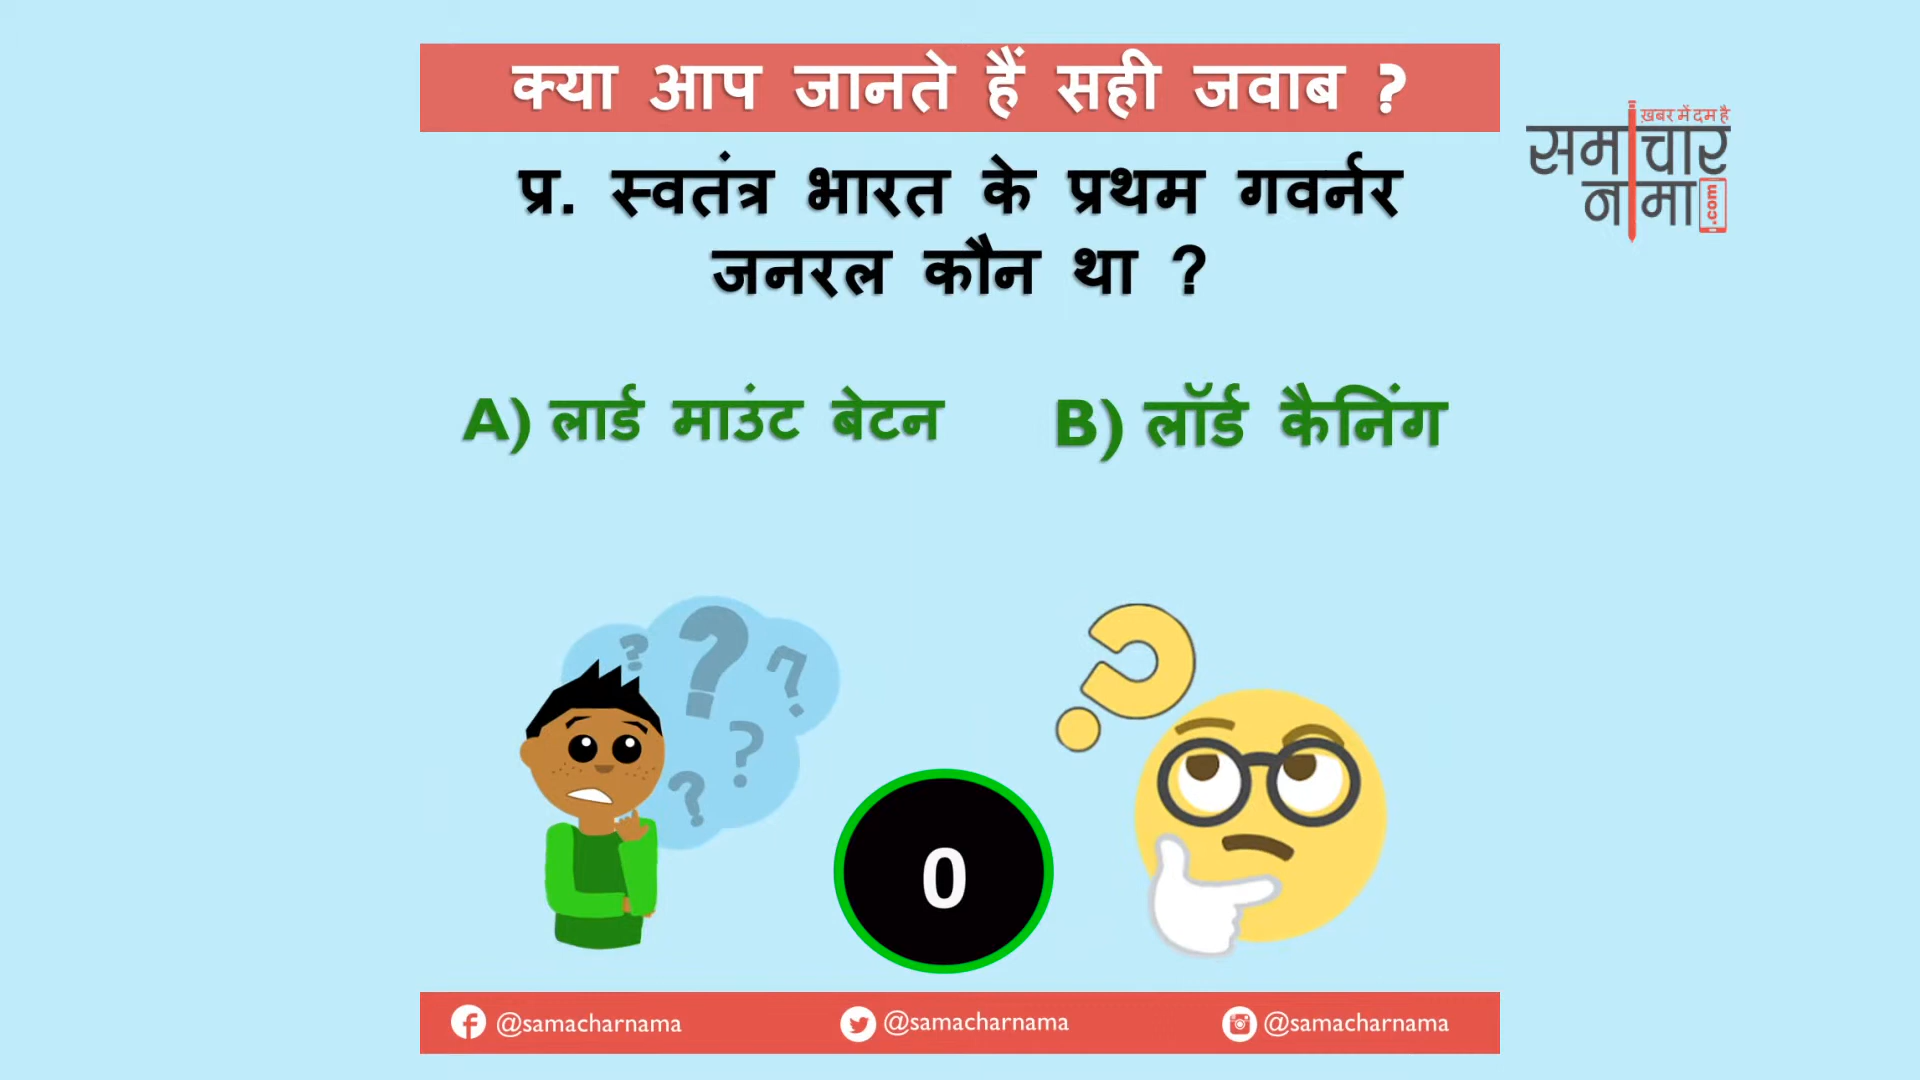 क्या आप जानते हैं सही जवाब ?
ख़बर में दम है
समाचार
नामा
.com
प्र. स्वतंत्र भारत के प्रथम गवर्नर
जनरल कौन था ?
A) लार्ड माउंट बेटन
B) लॉर्ड कैनिंग
0
@samacharnama
@samacharnama
@samacharnama